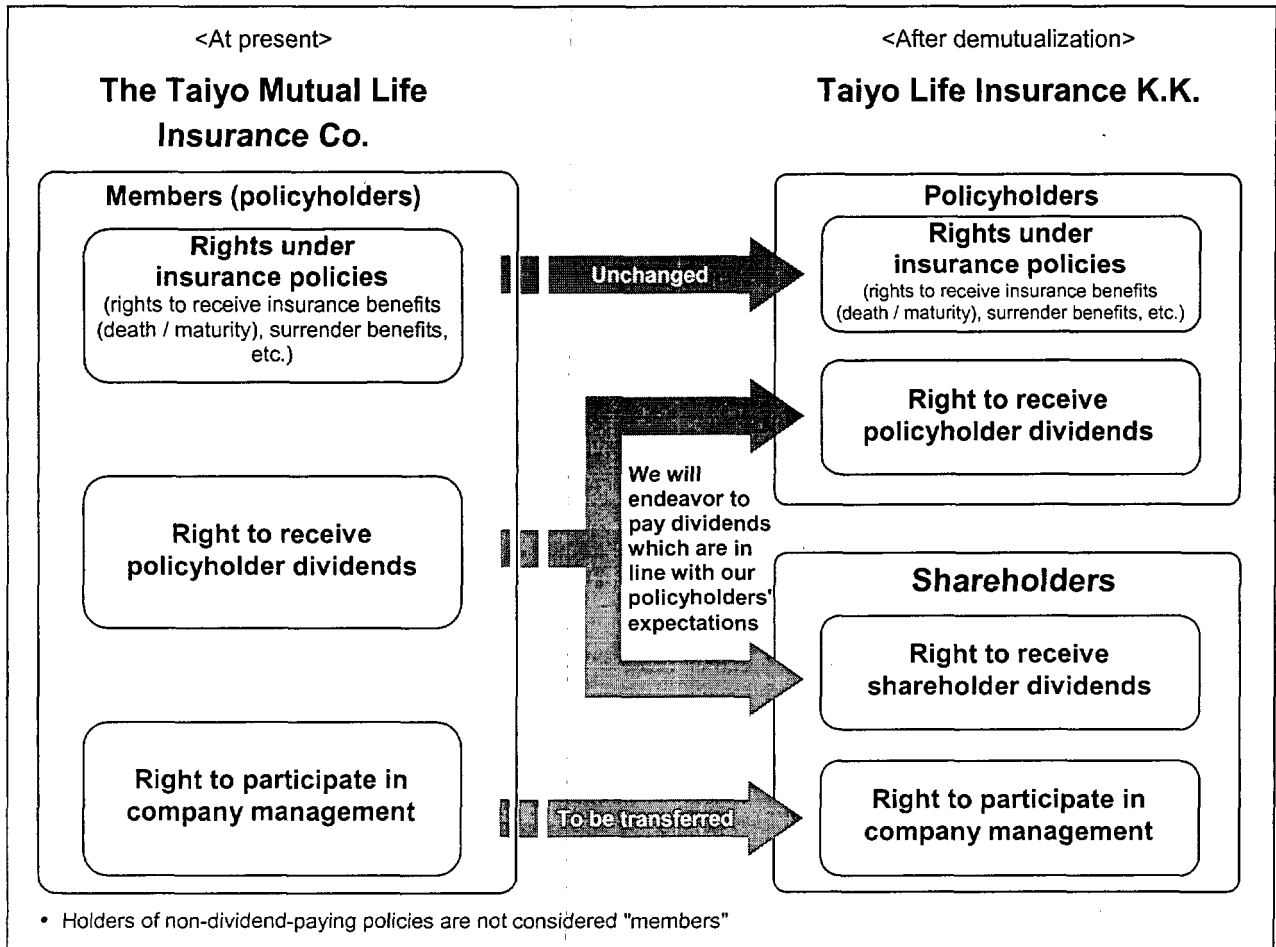 <At present>
The Taiyo Mutual Life
Insurance Co.
Members (policyholders)
Rights under
insurance policies
(rights to receive insurance benefits
(death / maturity), surrender benefits,
etc.)
Right to receive
policyholder dividends
Right to participate in
company management
Unchanged
We will
endeavor to
pay dividends
which are in
line with our
policyholders'
expectations
To be transferred
<After demutualization>
Taiyo Life Insurance K.K.
Policyholders
Rights under
insurance policies
(rights to receive insurance benefits
(death / maturity), surrender benefits, etc.)
Right to receive
policyholder dividends
Shareholders
Right to receive
shareholder dividends
Right to participate in
company management
• Holders of non-dividend-paying policies are not considered "members"